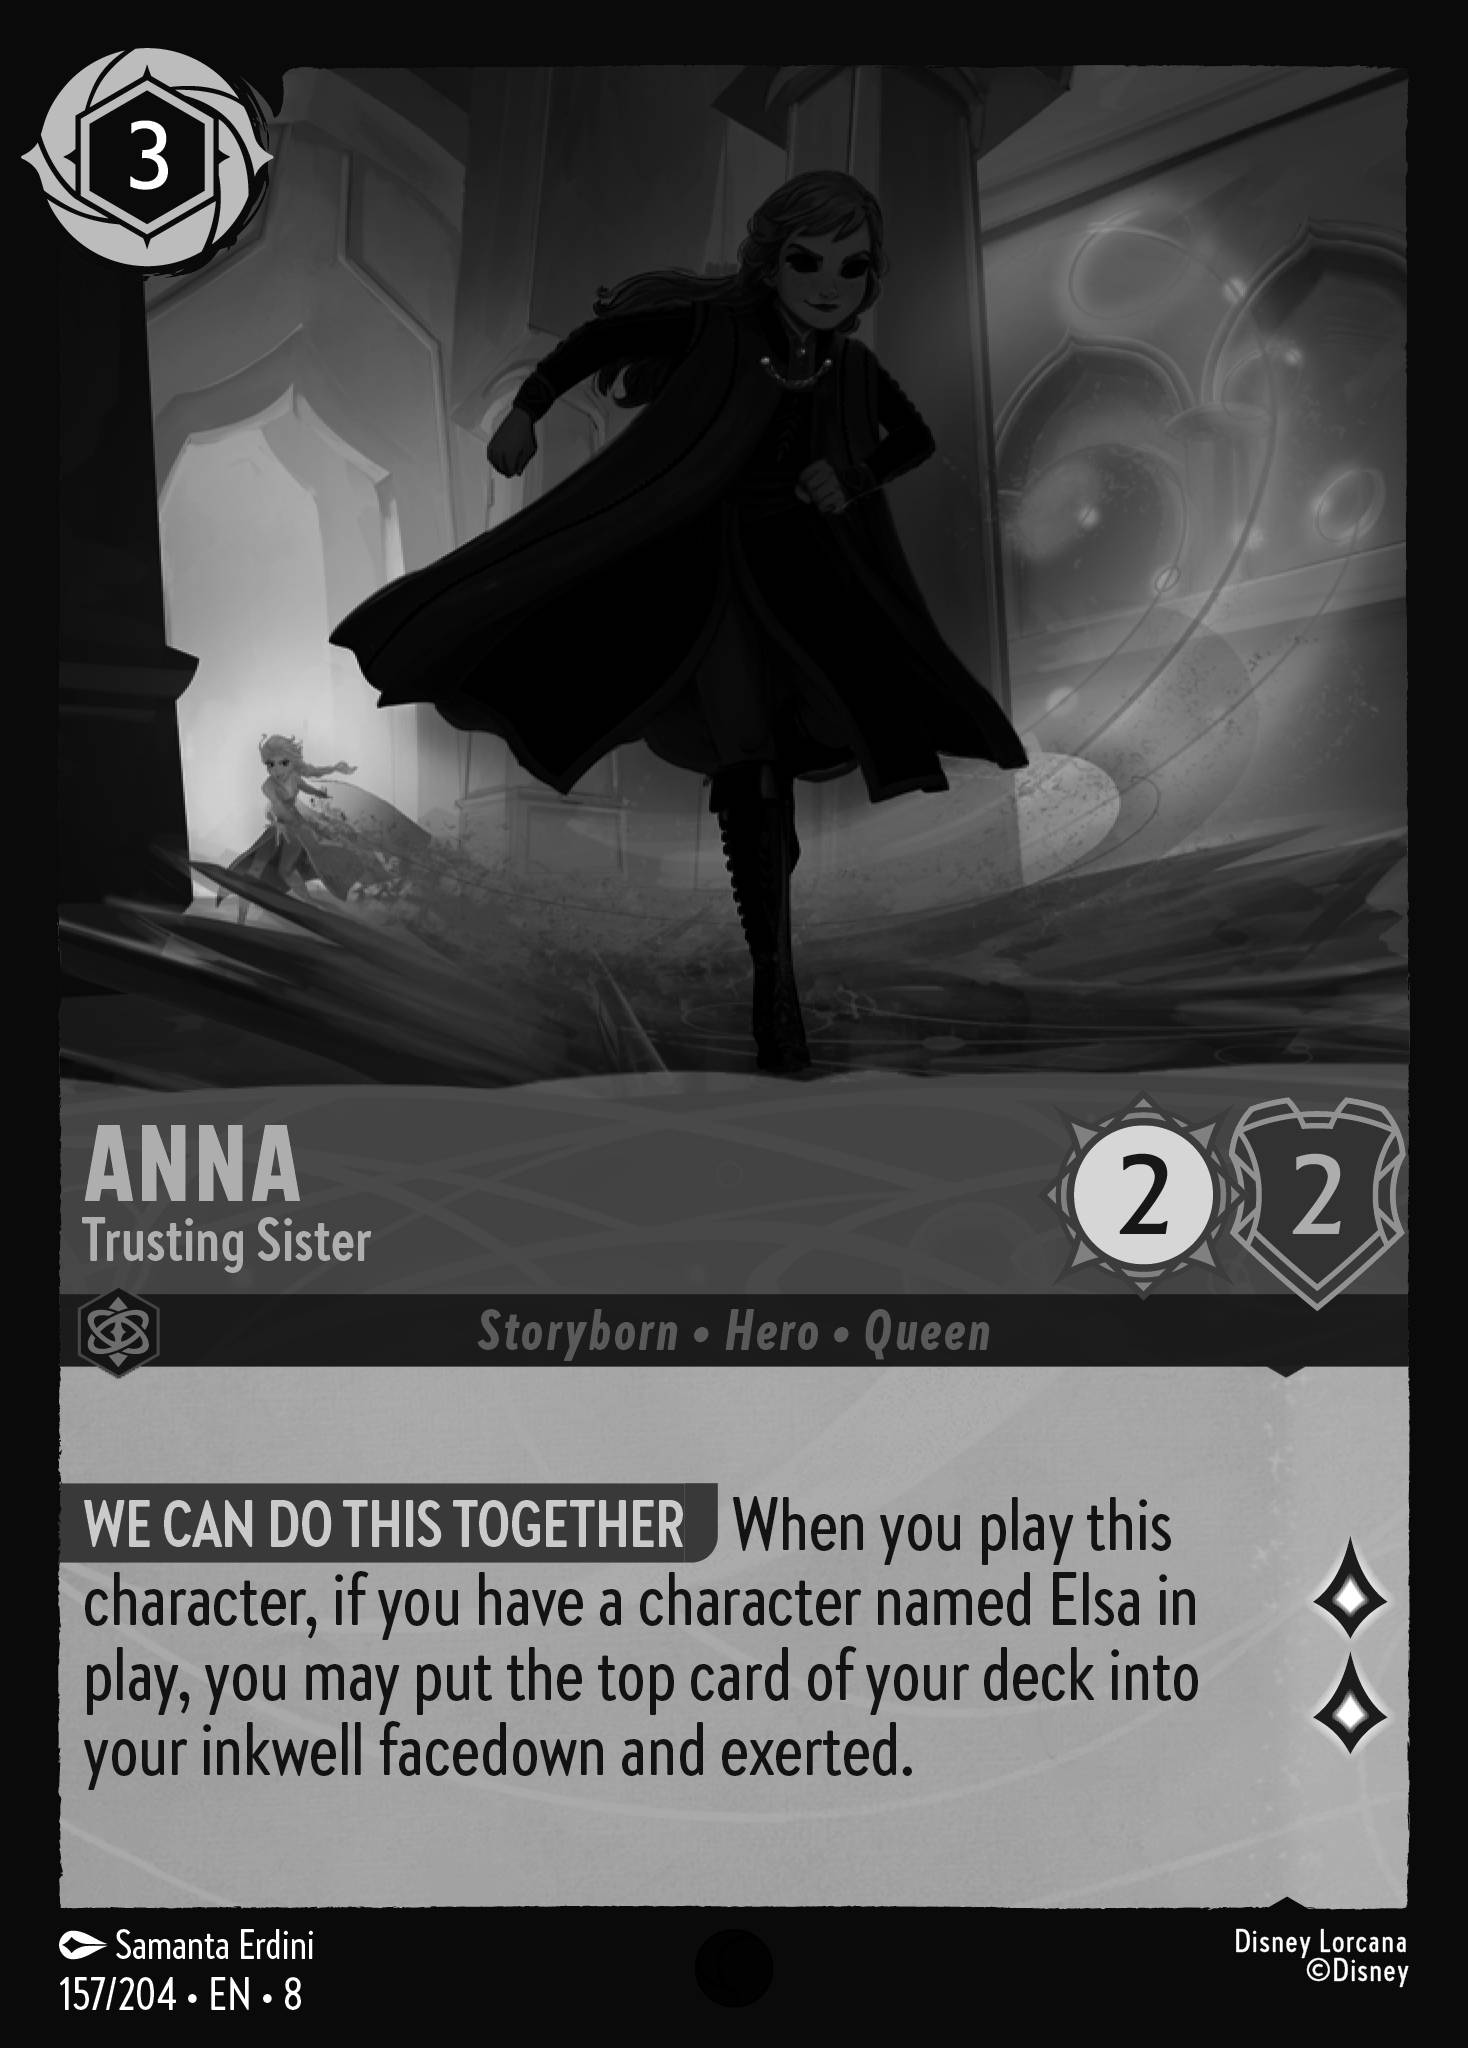 3
ANNA
Trusting Sister
2 2
Storyborn • Hero • Queen
WE CAN DO THIS TOGETHER When you play this
character, if you have a character named Elsa in
play, you may put the top card of your deck into
your inkwell facedown and exerted.
Samanta Erdini
157/204 • EN • 8
Disney Lorcana
©Disney